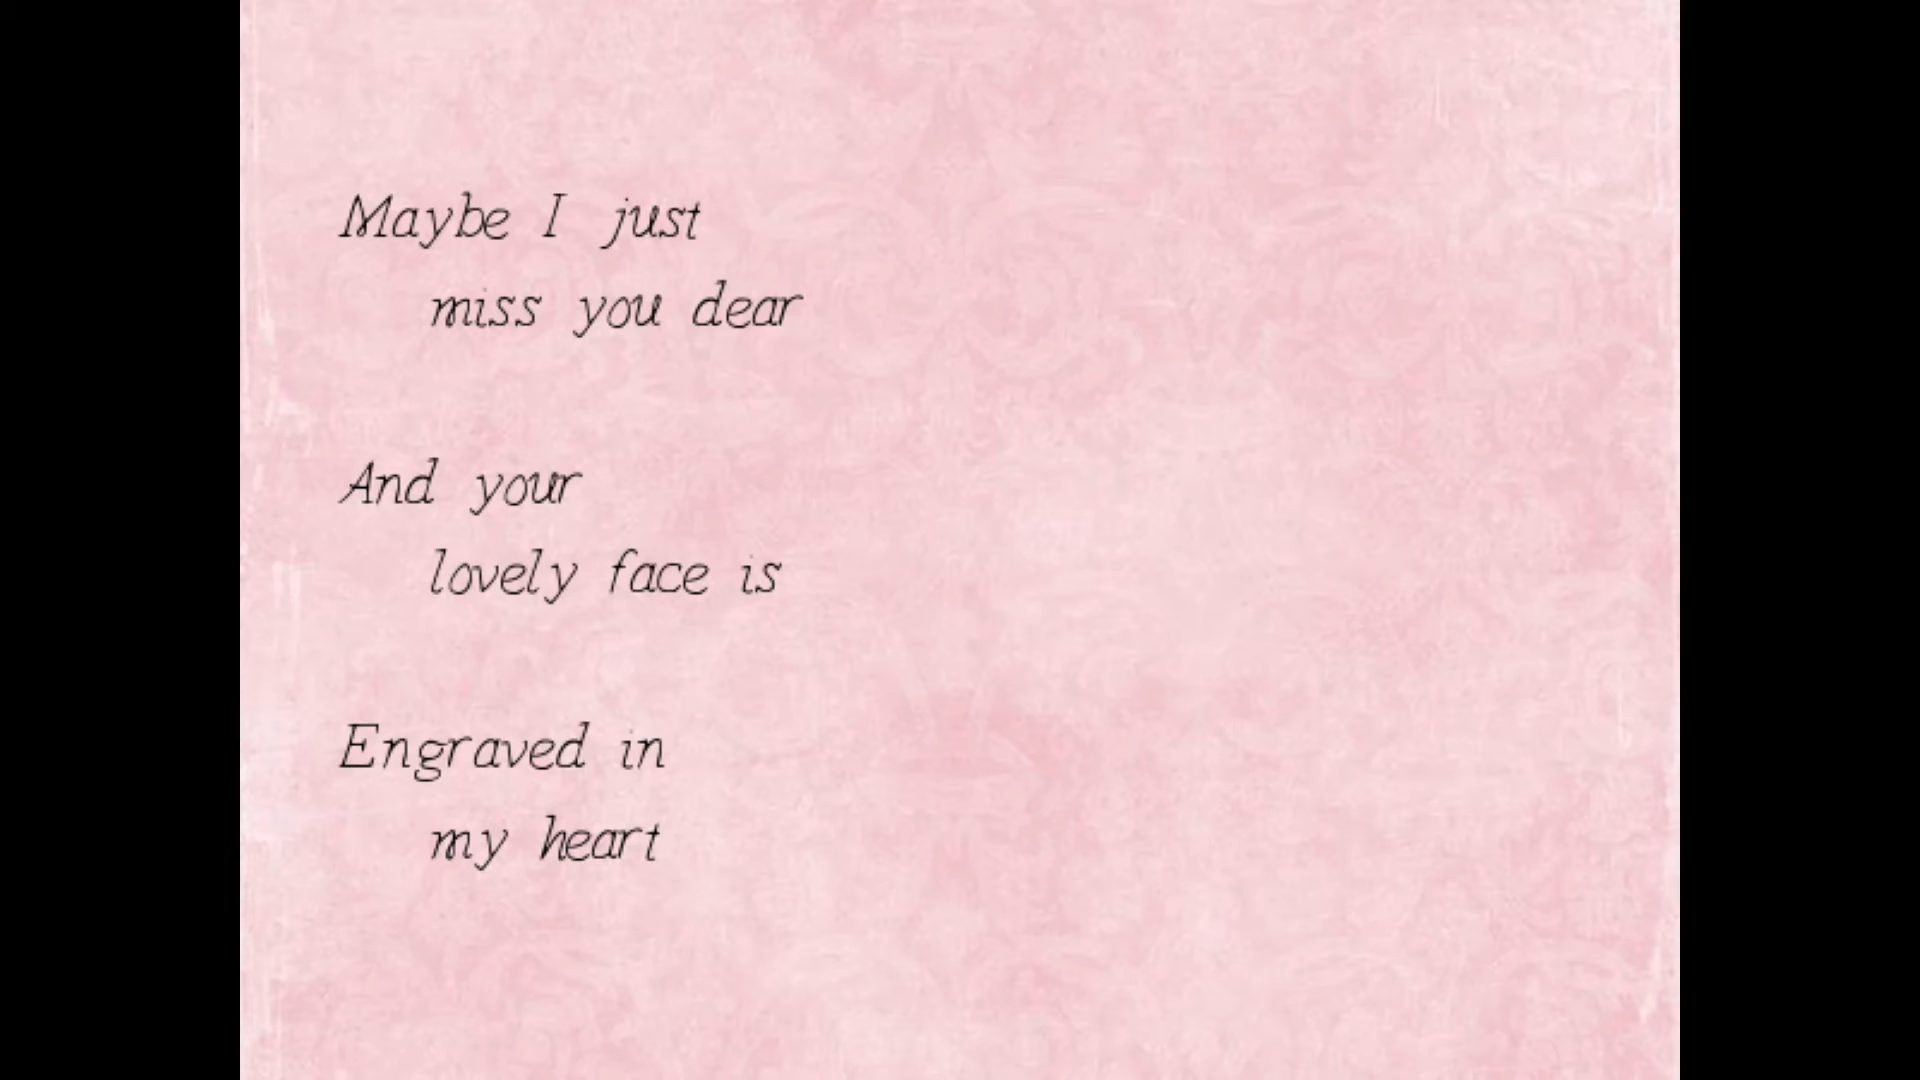 Maybe I just
miss you dear
And your
lovely face is
Engraved in
my heart